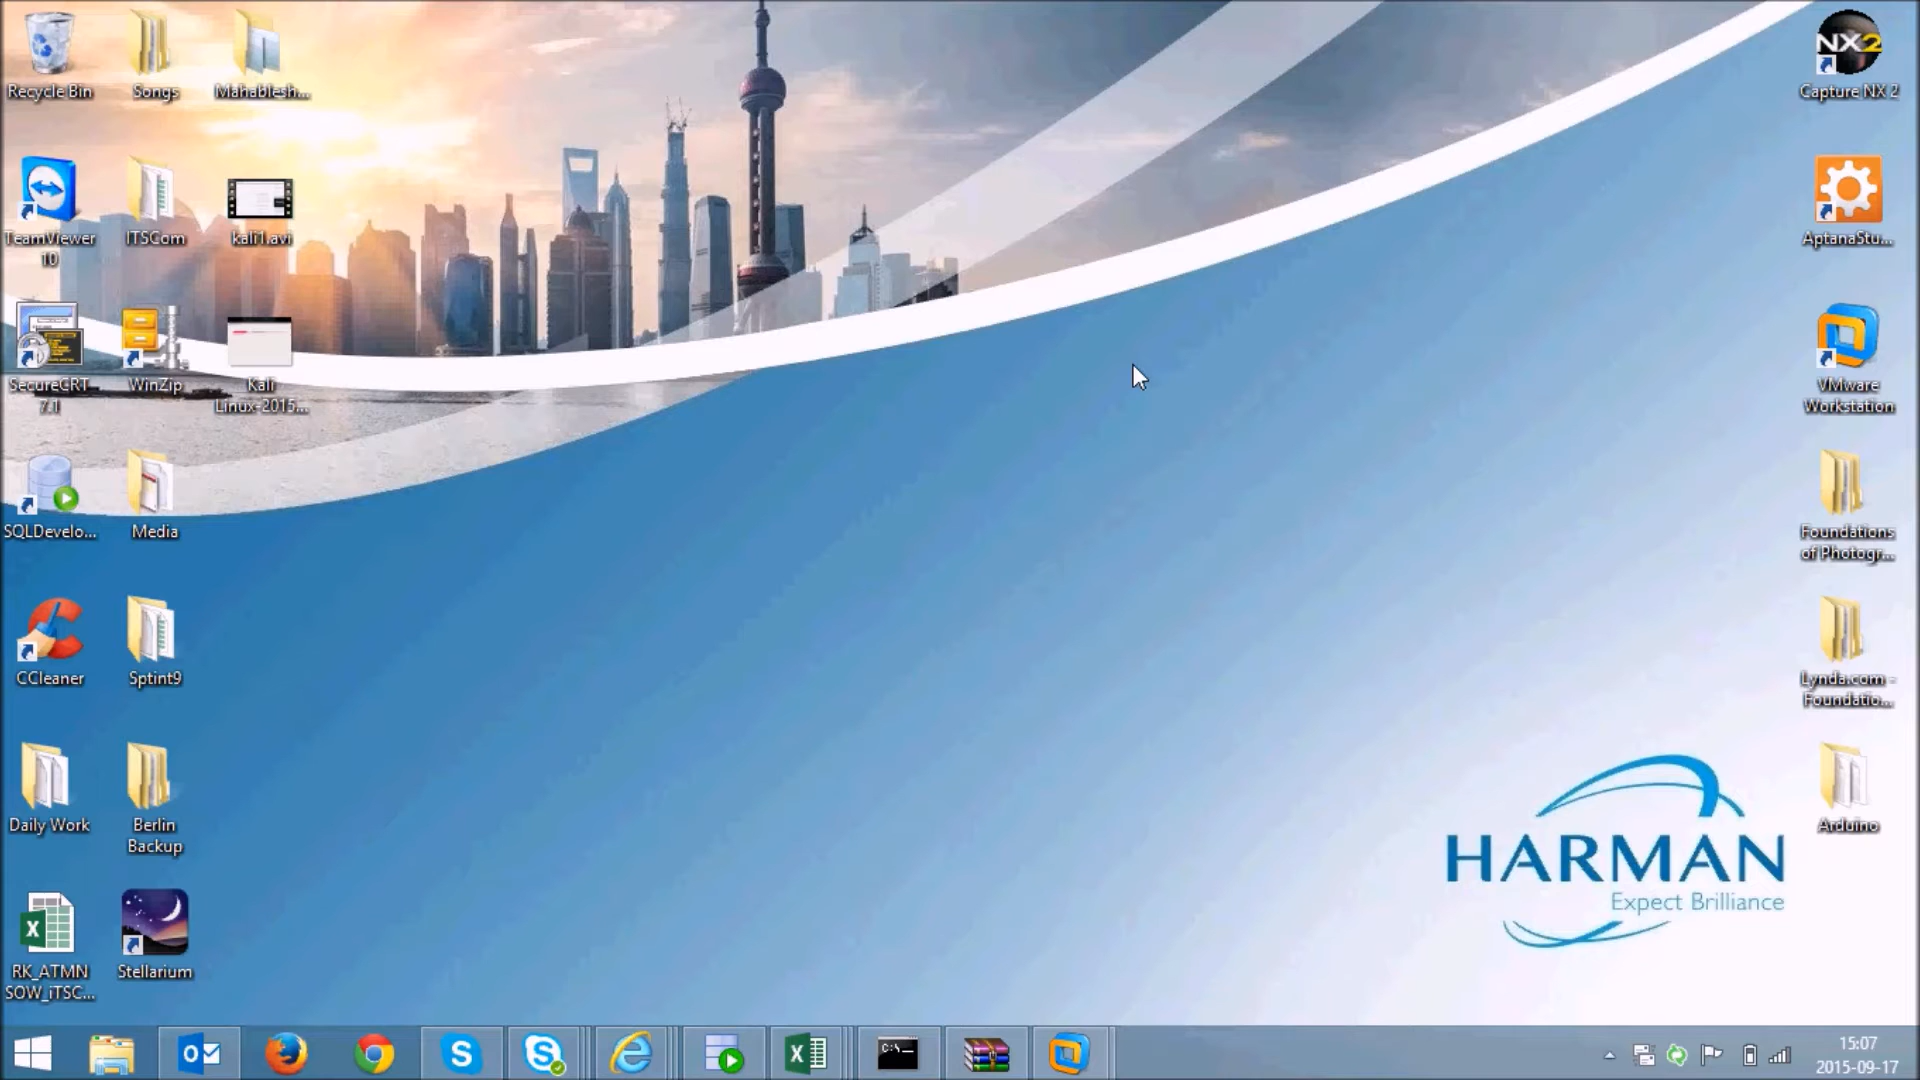 Recycle Bin
Songs
Mahablesh...
NX2
Capture NX 2
TeamViewer
10
ITSCom
kali1.avi
AptanaStu...
SecureCRT
7.1
WinZip
Kali
Linux-2015...
VMware
Workstation
SQLDevelo...
Media
Foundations
of Photogr...
CCleaner
Sptint9
Lynda.com -
Foundatio...
Daily Work
Berlin
Backup
Arduino
HARMAN
Expect Brilliance
RK_ATMN
SOW_iTSC...
Stellarium
15:07
2015-09-17